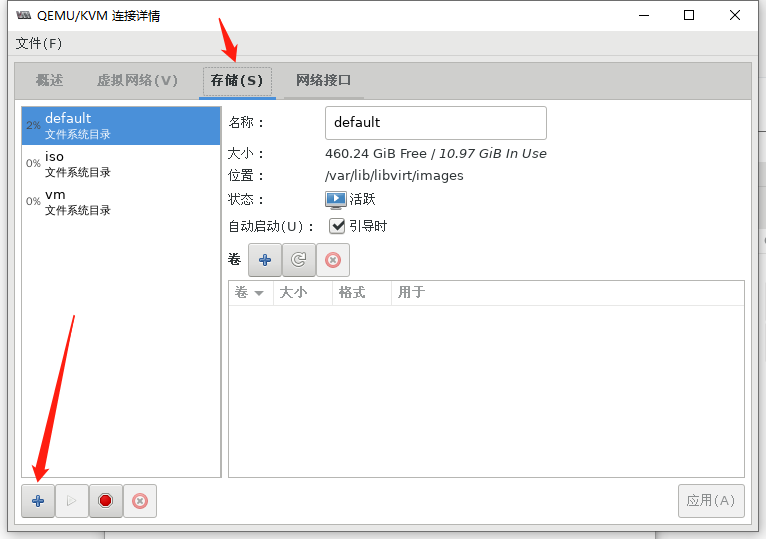 QEMU/KVM 连接详情
文件(F)
概述 虚拟网络(V) 存储(S) 网络接口
2% default
文件系统目录
0% iso
文件系统目录
0% vm
文件系统目录
名称： default
大小： 460.24 GiB Free / 10.97 GiB In Use
位置： /var/lib/libvirt/images
状态： 活跃
自动启动(U)： 引导时
卷
卷 大小 格式 用于
应用(A)